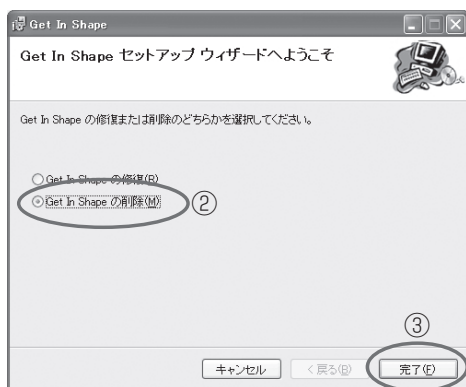 Get In Shape
Get In Shape セットアップ ウィザードへようこそ
Get In Shape の修復または削除のどちらかを選択してください。
Get In Shape の修復(R)
Get In Shape の削除(M)
②
③
キャンセル
< 戻る(B)
完了(F)